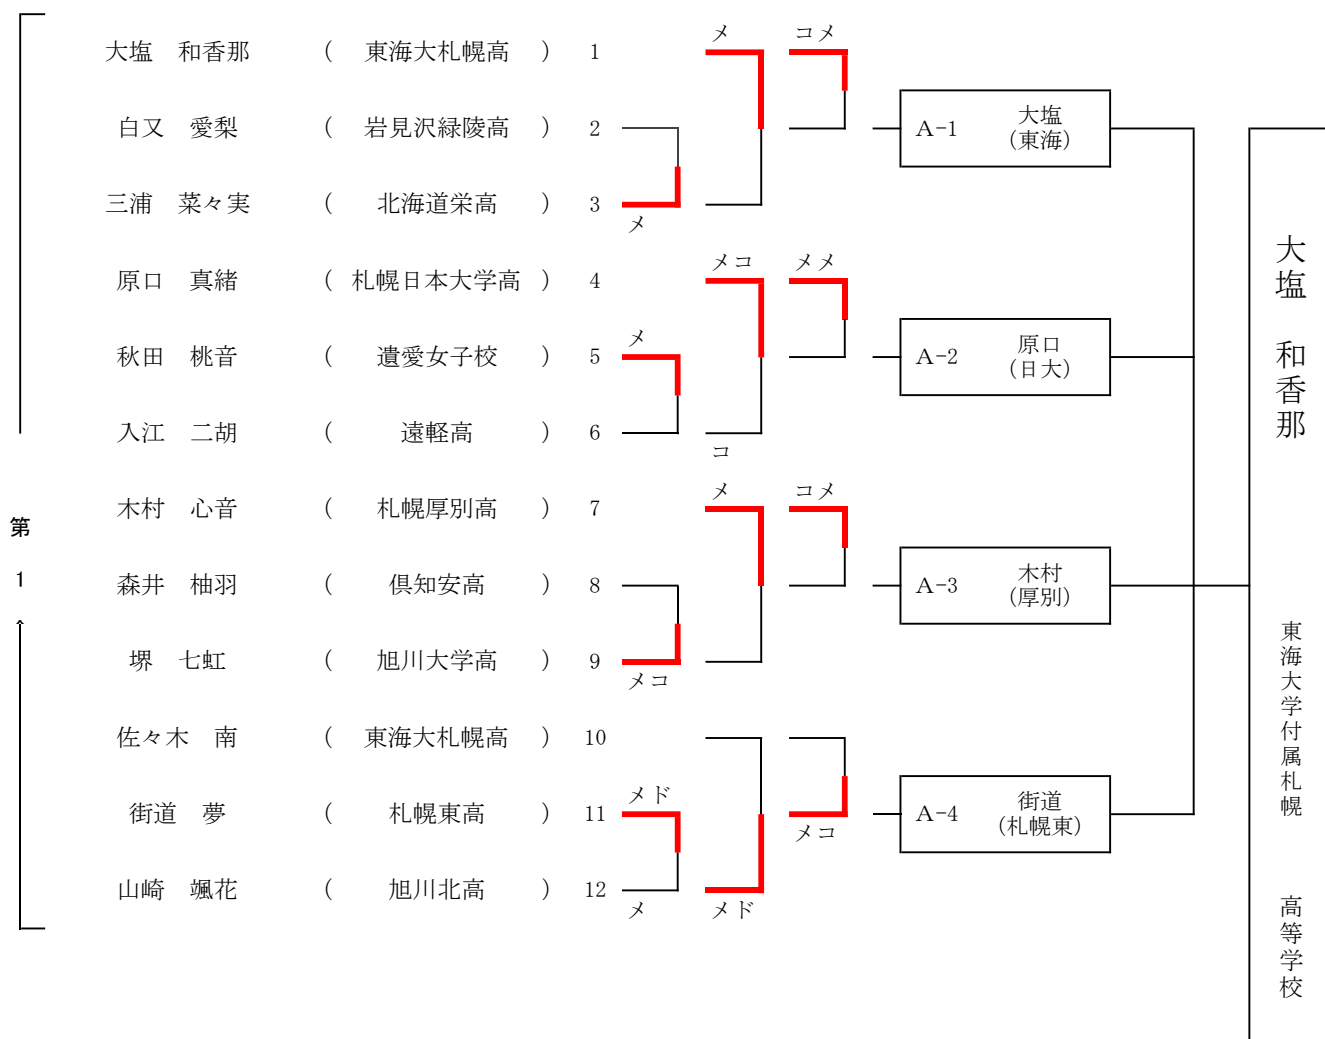 大塩　和香那 ( 東海大札幌高 ) 1
白又　愛梨 ( 岩見沢緑陵高 ) 2
三浦　菜々実 ( 北海道栄高 ) 3
原口　真緒 ( 札幌日本大学高 ) 4
秋田　桃音 ( 遺愛女子校 ) 5
入江　二胡 ( 遠軽高 ) 6
木村　心音 ( 札幌厚別高 ) 7
森井　柚羽 ( 倶知安高 ) 8
堺　七虹 ( 旭川大学高 ) 9
佐々木　南 ( 東海大札幌高 ) 10
街道　夢 ( 札幌東高 ) 11
山崎　颯花 ( 旭川北高 ) 12
第
1
メ
メ
メド
メコ
メ
メ
メコ
コ
メ
メド
コメ
メメ
コメ
メコ
A-1
大塩
(東海)
A-2
原口
(日大)
A-3
木村
(厚別)
A-4
街道
(札幌東)
大塩　和香那
東海大学付属札幌　高等学校